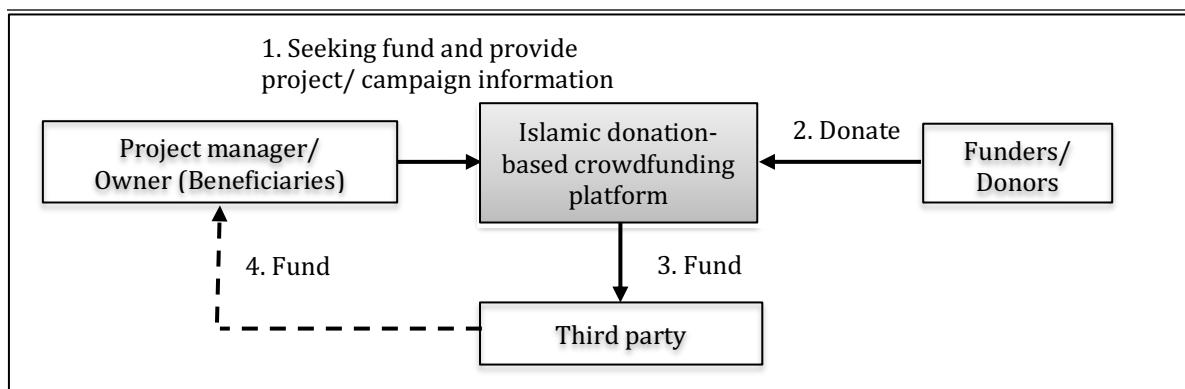 1. Seeking fund and provide
project/ campaign information
Project manager/
Owner (Beneficiaries)
Islamic donation-
based crowdfunding
platform
2. Donate
Funders/
Donors
4. Fund
3. Fund
Third party